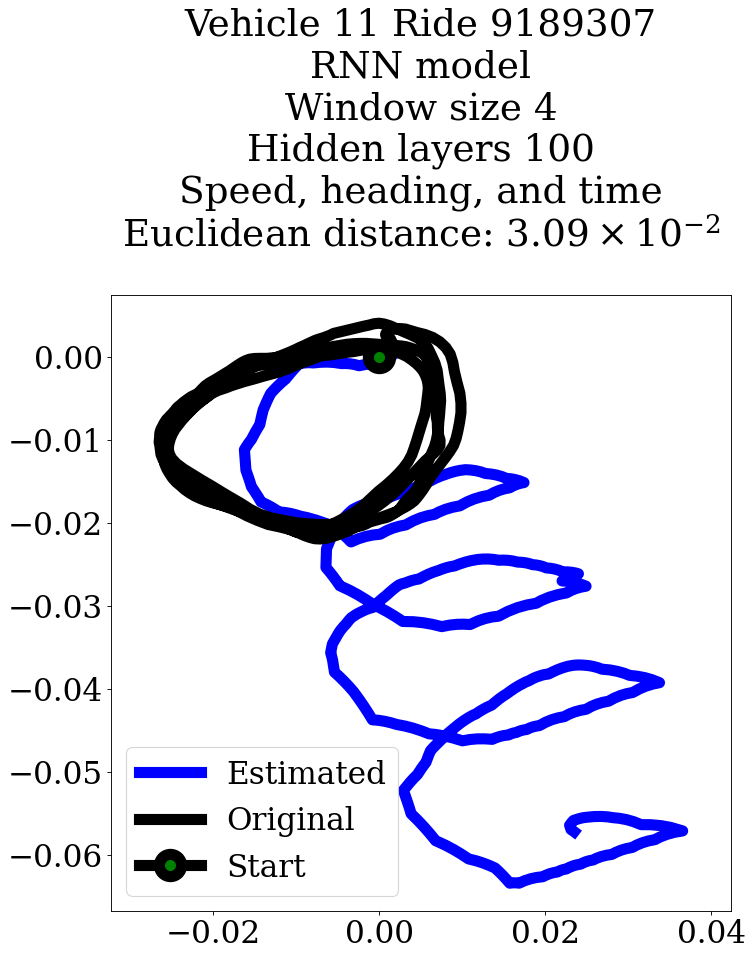 Vehicle 11 Ride 9189307
RNN model
Window size 4
Hidden layers 100
Speed, heading, and time
Euclidean distance: 3.09 × 10⁻²
0.00
−0.01
−0.02
−0.03
−0.04
−0.05
−0.06
Estimated
Original
Start
−0.02 0.00 0.02 0.04